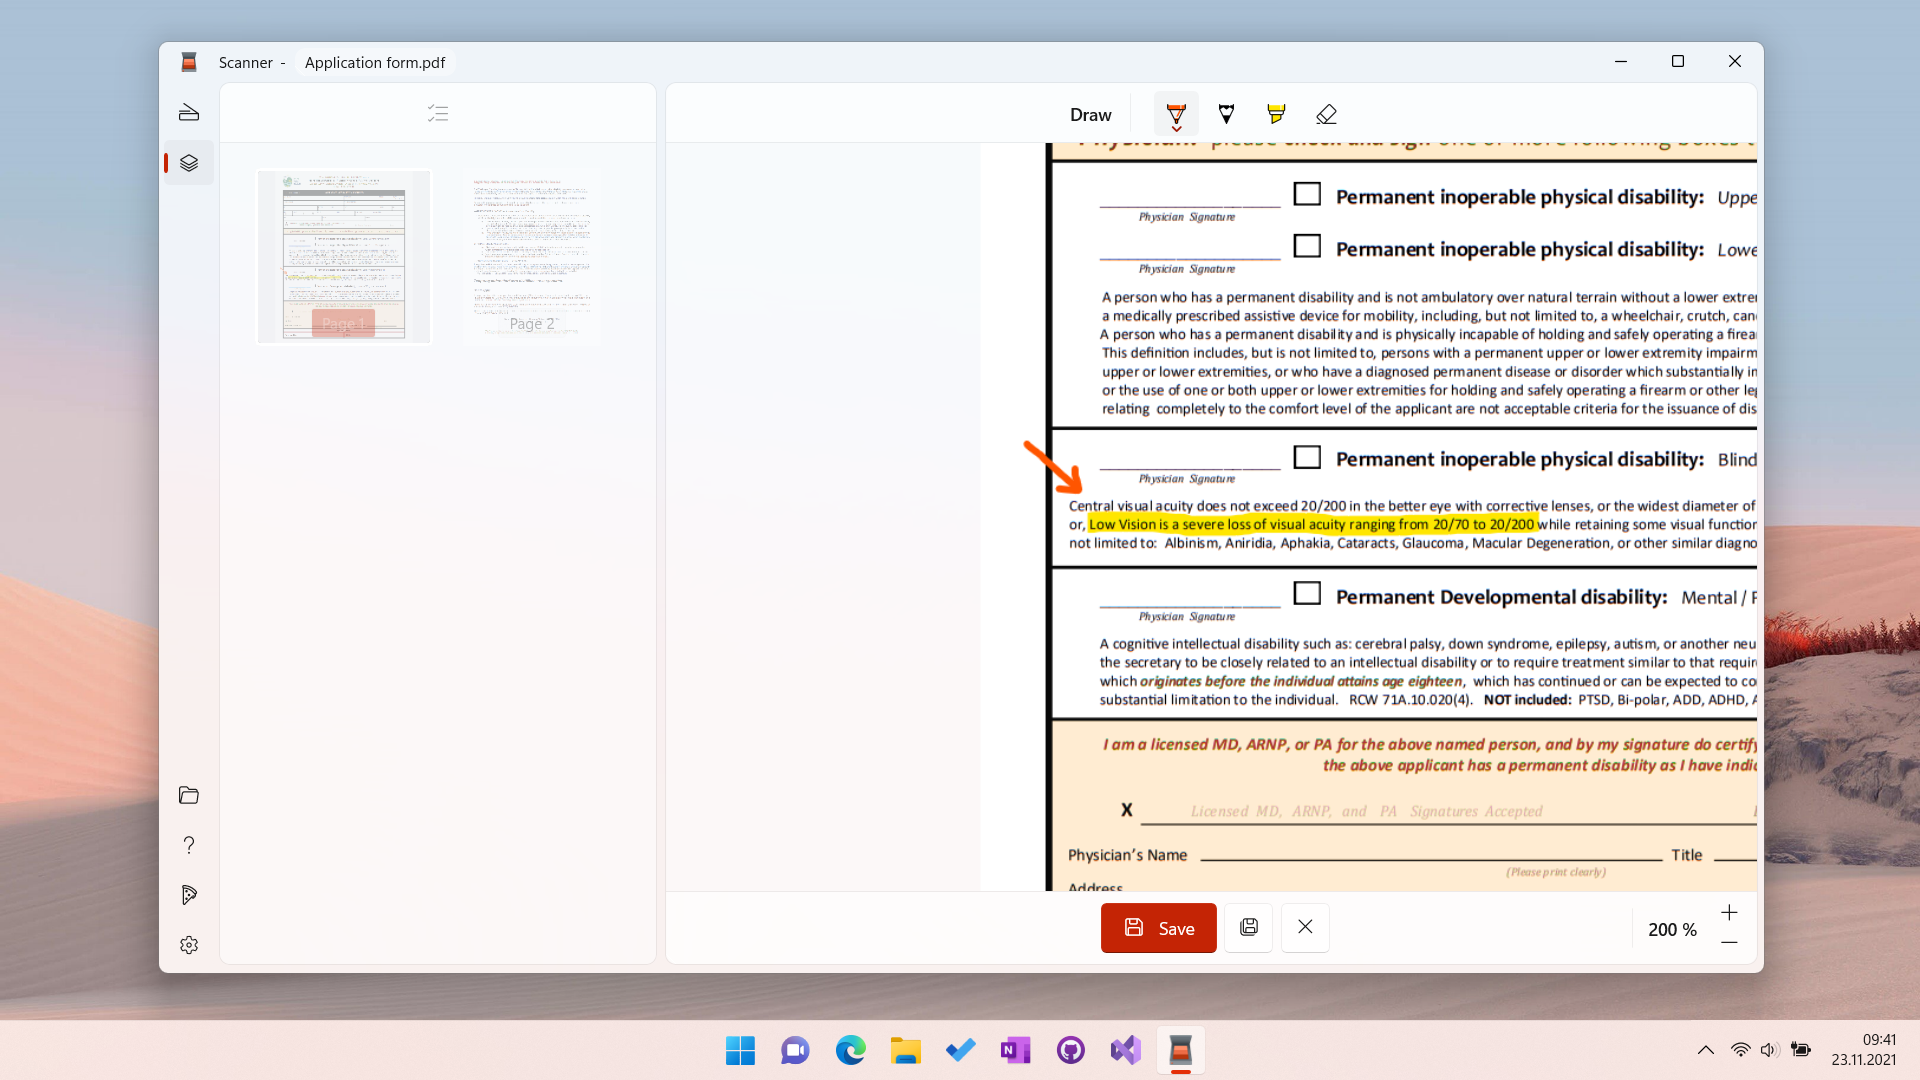 Scanner - Application form.pdf
Draw
Page 1
Page 2
Physician: please check and sign one or more following boxes
Permanent inoperable physical disability: Uppe
Physician Signature
Permanent inoperable physical disability: Lowe
Physician Signature
A person who has a permanent disability and is not ambulatory over natural terrain without a lower extre
a medically prescribed assistive device for mobility, including, but not limited to, a wheelchair, crutch, can
A person who has a permanent disability and is physically incapable of holding and safely operating a firea
This definition includes, but is not limited to, persons with a permanent upper or lower extremity impairm
upper or lower extremities, or who have a diagnosed permanent disease or disorder which substantially in
or the use of one or both upper or lower extremities for holding and safely operating a firearm or other leg
relating completely to the comfort level of the applicant are not acceptable criteria for the issuance of dis
Permanent inoperable physical disability: Blind
Physician Signature
Central visual acuity does not exceed 20/200 in the better eye with corrective lenses, or the widest diameter of
or, Low Vision is a severe loss of visual acuity ranging from 20/70 to 20/200 while retaining some visual function
not limited to: Albinism, Aniridia, Aphakia, Cataracts, Glaucoma, Macular Degeneration, or other similar diagno
Permanent Developmental disability: Mental / F
Physician Signature
A cognitive intellectual disability such as: cerebral palsy, down syndrome, epilepsy, autism, or another neu
the secretary to be closely related to an intellectual disability or to require treatment similar to that requir
which originates before the individual attains age eighteen, which has continued or can be expected to co
substantial limitation to the individual. RCW 71A.10.020(4). NOT included: PTSD, Bi-polar, ADD, ADHD, A
I am a licensed MD, ARNP, or PA for the above named person, and by my signature do certify
the above applicant has a permanent disability as I have indic
X Licensed MD, ARNP, and PA Signatures Accepted
Physician's Name Title
(Please print clearly)
Address
Save
200 %
09:41
23.11.2021